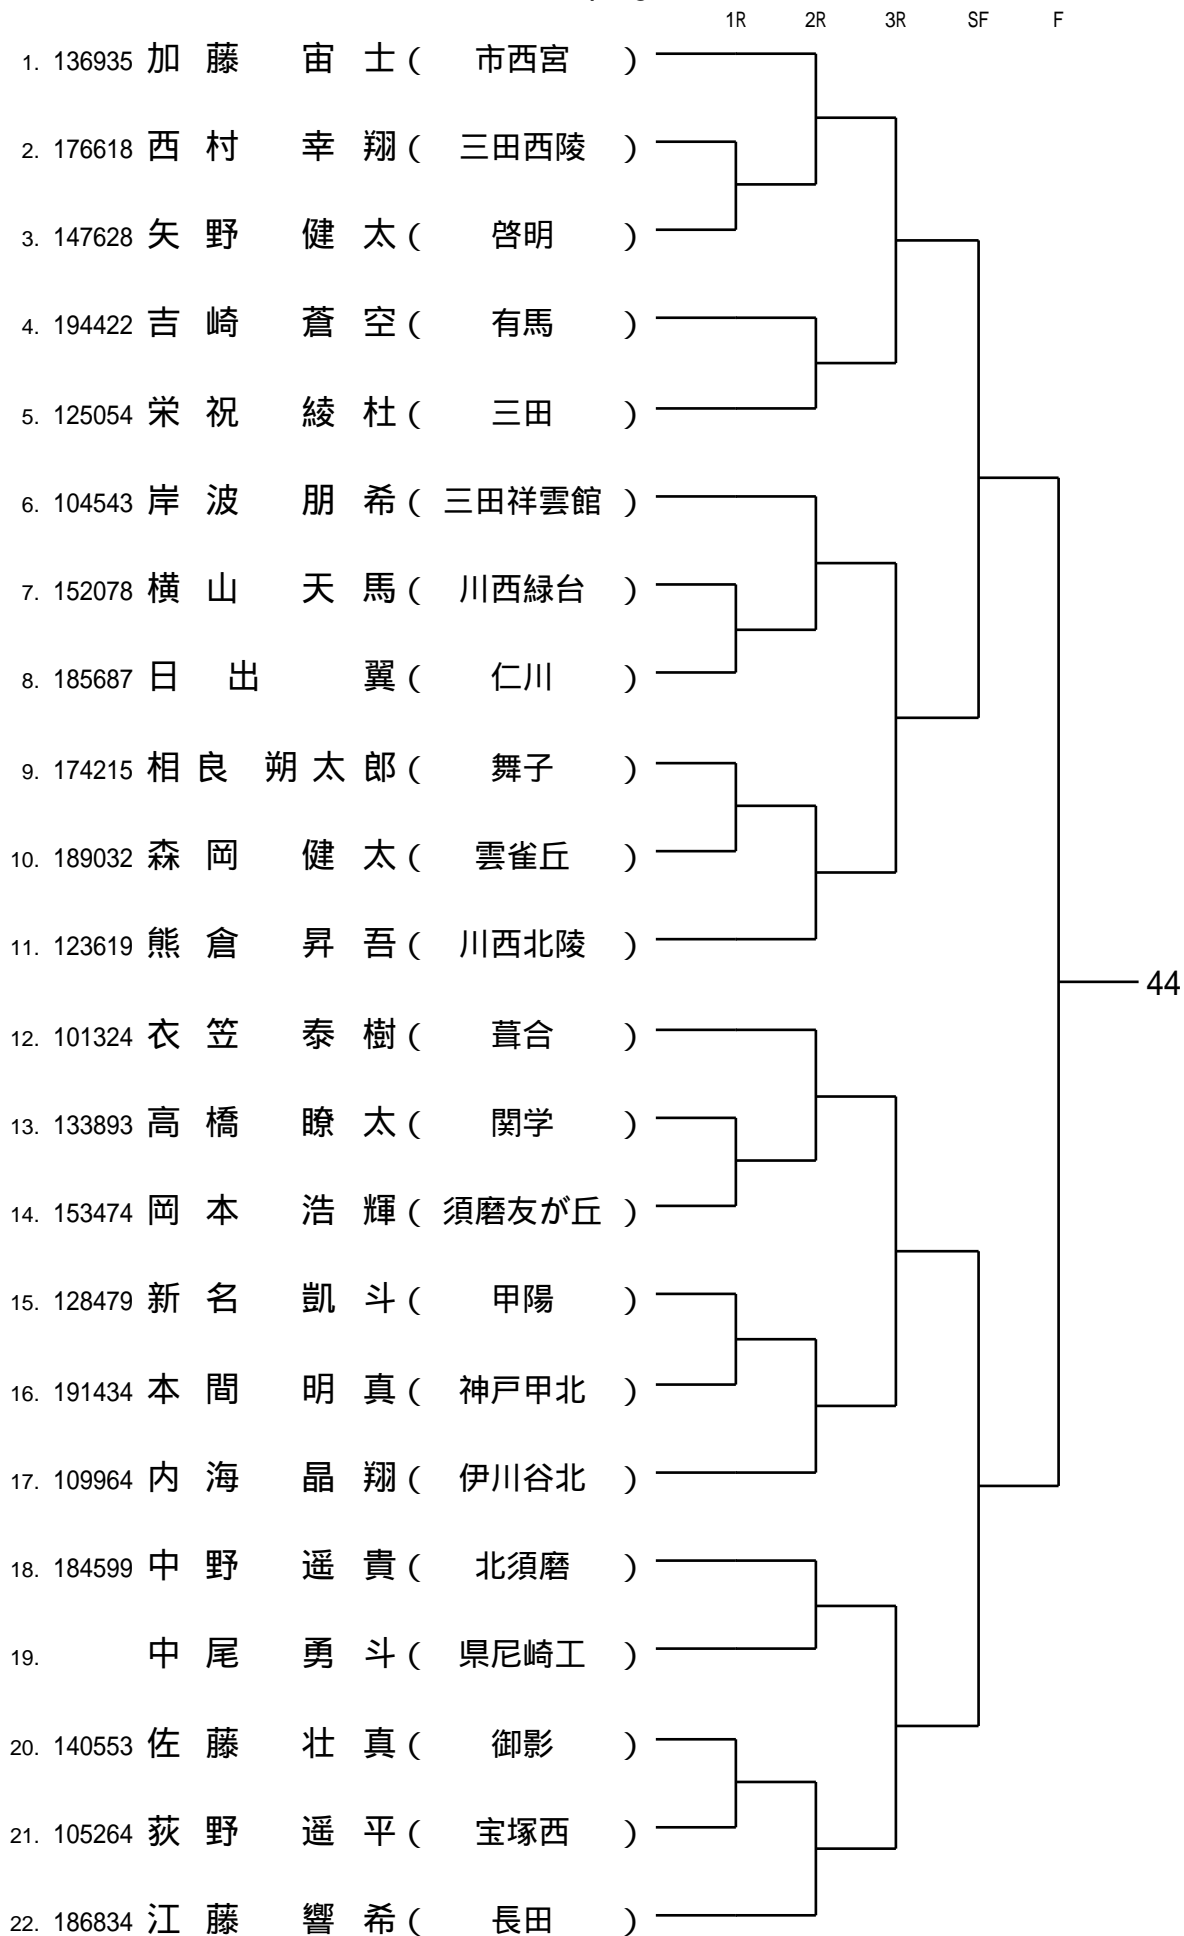 1R 2R 3R SF F
1. 136935 加藤 宙士 ( 市西宮 )
2. 176618 西村 幸翔 ( 三田西陵 )
3. 147628 矢野 健太 ( 啓明 )
4. 194422 吉崎 蒼空 ( 有馬 )
5. 125054 栄祝 綾杜 ( 三田 )
6. 104543 岸波 朋希 ( 三田祥雲館 )
7. 152078 横山 天馬 ( 川西緑台 )
8. 185687 日出 翼 ( 仁川 )
9. 174215 相良 朔太郎 ( 舞子 )
10. 189032 森岡 健太 ( 雲雀丘 )
11. 123619 熊倉 昇吾 ( 川西北陵 )
44
12. 101324 衣笠 泰樹 ( 葺合 )
13. 133893 高橋 瞭太 ( 関学 )
14. 153474 岡本 浩輝 ( 須磨友が丘 )
15. 128479 新名 凱斗 ( 甲陽 )
16. 191434 本間 明真 ( 神戸甲北 )
17. 109964 内海 晶翔 ( 伊川谷北 )
18. 184599 中野 遥貴 ( 北須磨 )
19. 中尾 勇斗 ( 県尼崎工 )
20. 140553 佐藤 壮真 ( 御影 )
21. 105264 荻野 遥平 ( 宝塚西 )
22. 186834 江藤 響希 ( 長田 )